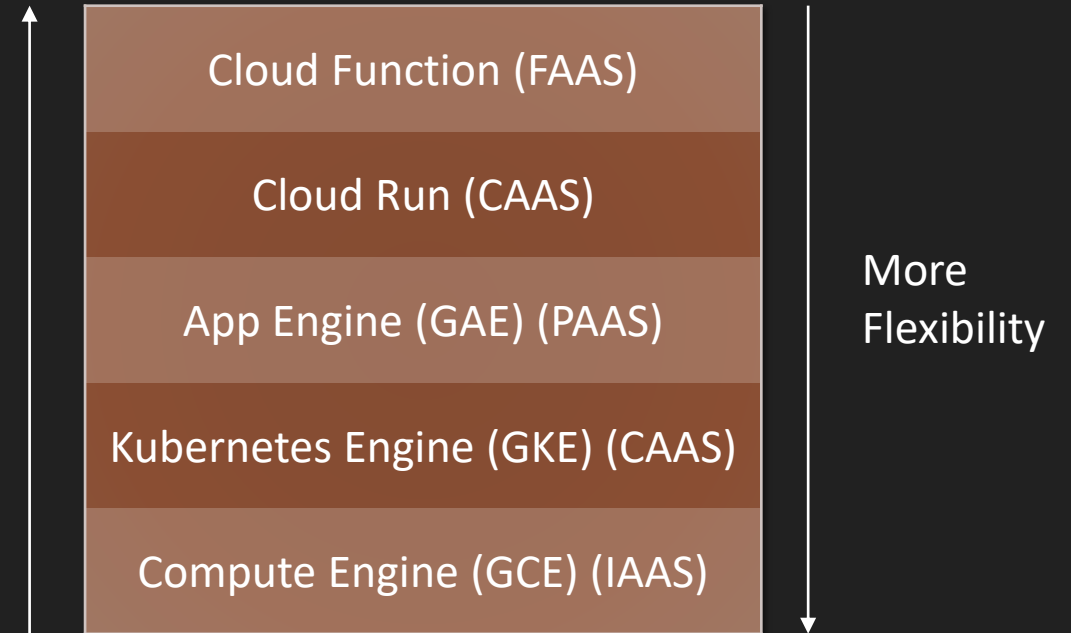 Cloud Function (FAAS)
Cloud Run (CAAS)
App Engine (GAE) (PAAS)
Kubernetes Engine (GKE) (CAAS)
Compute Engine (GCE) (IAAS)
More
Flexibility